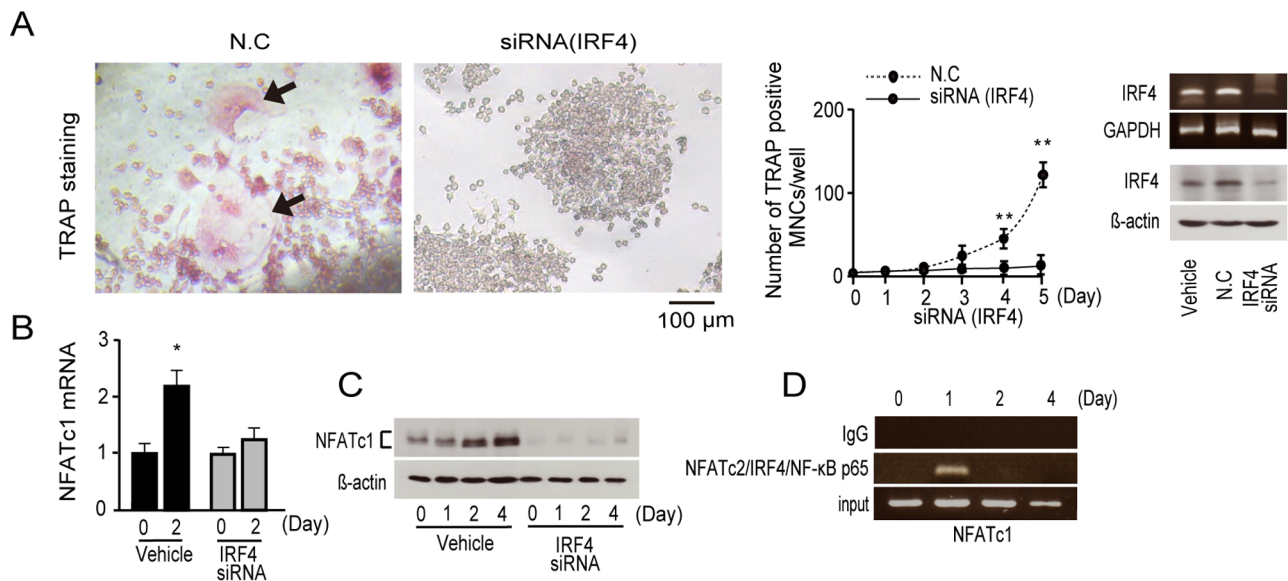 A
N.C
siRNA(IRF4)
TRAP staining
100 µm
N.C
siRNA (IRF4)
Number of TRAP positive
MNCs/well
200
100
0
**
**
0 1 2 3 4 5 (Day)
siRNA (IRF4)
IRF4
GAPDH
IRF4
ß-actin
Vehicle
N.C
IRF4
siRNA
B
NFATc1 mRNA
3
2
1
0
*
0 2 0 2 (Day)
Vehicle
IRF4
siRNA
C
NFATc1
ß-actin
0 1 2 4 0 1 2 4
Vehicle
IRF4
siRNA
D
0 1 2 4 (Day)
IgG
NFATc2/IRF4/NF-κB p65
input
NFATc1